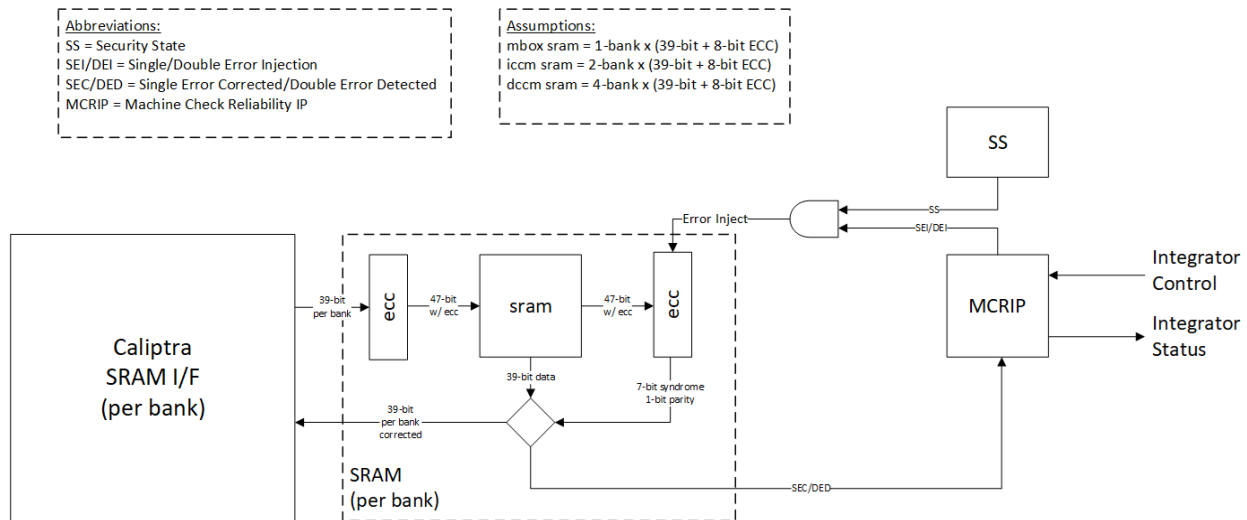 Abbreviations:
SS = Security State
SEI/DEI = Single/Double Error Injection
SEC/DED = Single Error Corrected/Double Error Detected
MCRIP = Machine Check Reliability IP
Assumptions:
mbox sram = 1-bank x (39-bit + 8-bit ECC)
iccm sram = 2-bank x (39-bit + 8-bit ECC)
dccm sram = 4-bank x (39-bit + 8-bit ECC)
SS
SS
Error Inject
SEI/DEI
Integrator
Control
MCRIP
Integrator
Status
39-bit
per bank
ecc
47-bit
w/ ecc
sram
47-bit
w/ ecc
ecc
Caliptra
SRAM I/F
(per bank)
39-bit data
7-bit syndrome
1-bit parity
39-bit
per bank
corrected
SRAM
(per bank)
SEC/DED